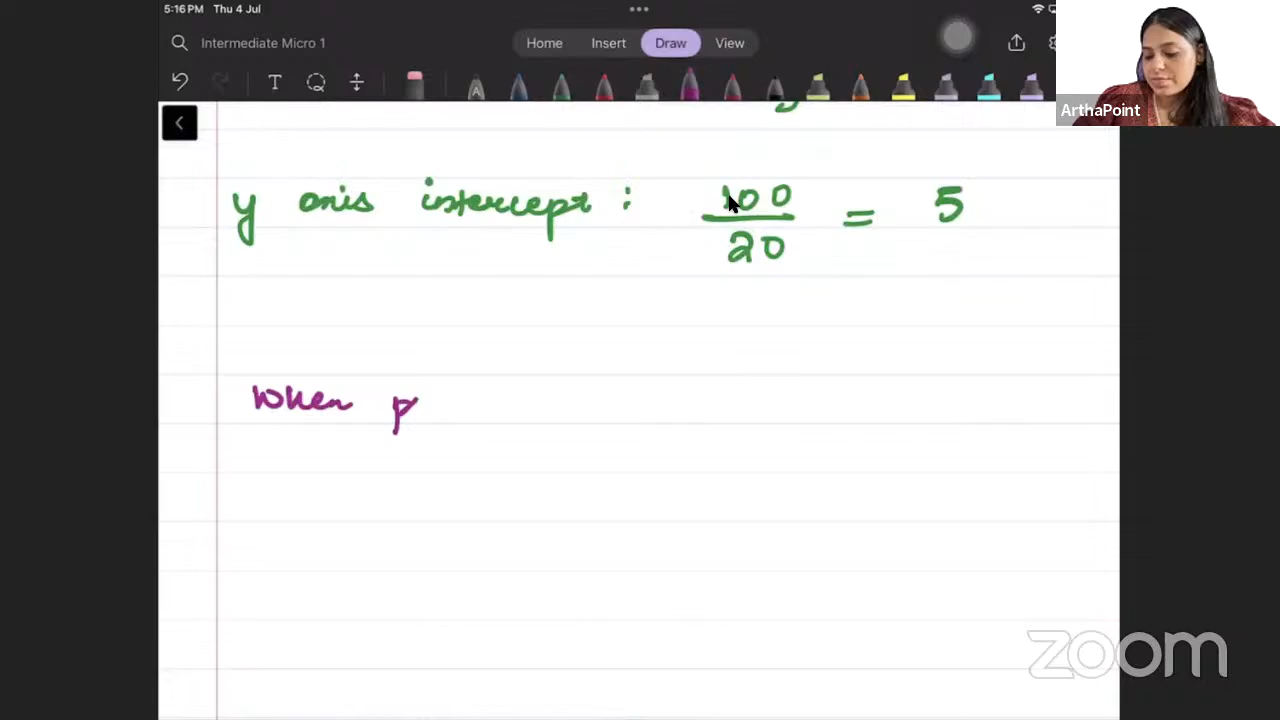 5:16 PM Thu 4 Jul
Intermediate Micro 1
Home Insert Draw View
ArthaPoint
y axis intercept : 100/20 = 5
When p
zoom